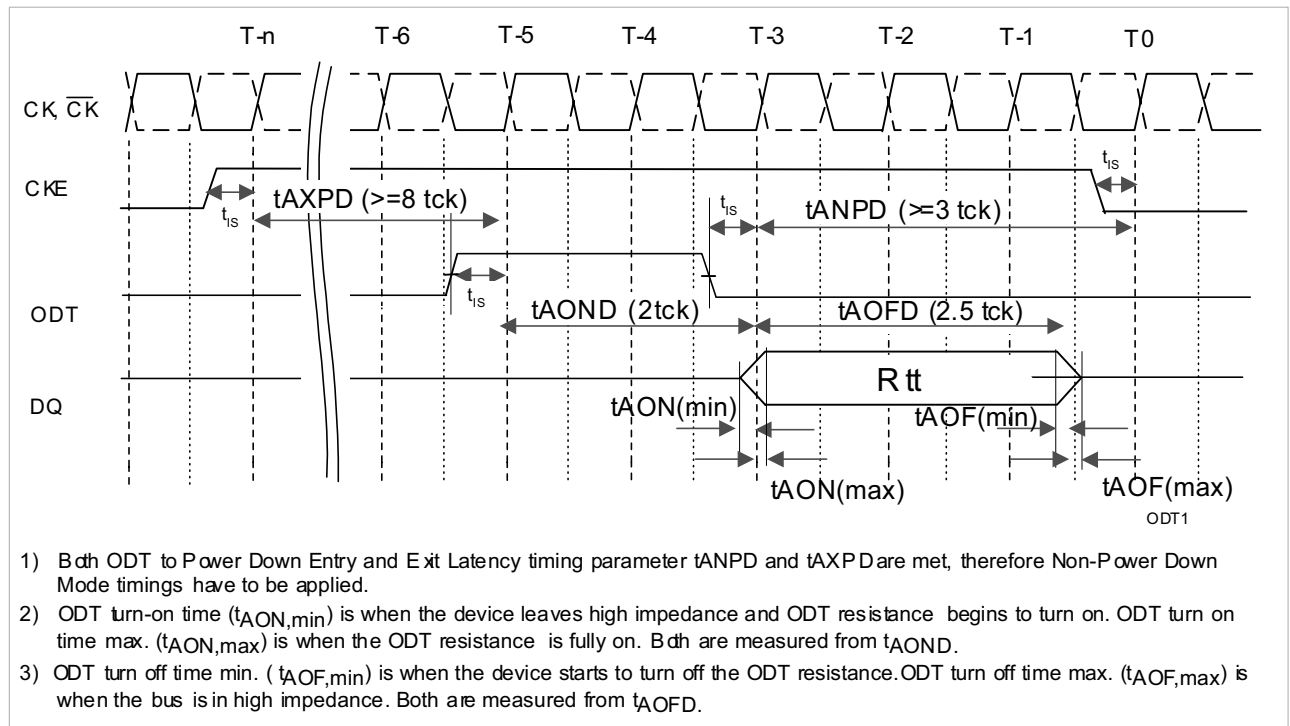 T-n T-6 T-5 T-4 T-3 T-2 T-1 T0
CK, CK
CKE
tIS
tAXPD (>=8 tck)
tIS
tANPD (>=3 tck)
tIS
ODT
tIS
tAOND (2tck)
tAOFD (2.5 tck)
DQ
Rtt
tAON(min)
tAOF(min)
tAON(max)
tAOF(max)
ODT1
1) Both ODT to Power Down Entry and Exit Latency timing parameter tANPD and tAXPD are met, therefore Non-Power Down
Mode timings have to be applied.
2) ODT turn-on time (tAON,min) is when the device leaves high impedance and ODT resistance begins to turn on. ODT turn on
time max. (tAON,max) is when the ODT resistance is fully on. Both are measured from tAOND.
3) ODT turn off time min. ( tAOF,min) is when the device starts to turn off the ODT resistance. ODT turn off time max. (tAOF,max) is
when the bus is in high impedance. Both are measured from tAOFD.